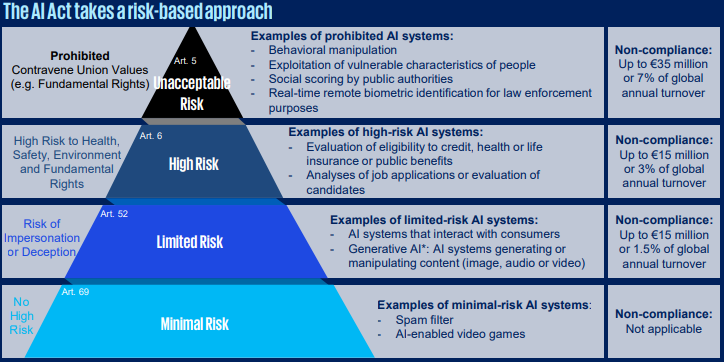 The AI Act takes a risk-based approach
Prohibited
Contravene Union Values
(e.g. Fundamental Rights)
Art. 5
Unacceptable
Risk
Examples of prohibited AI systems:
- Behavioral manipulation
- Exploitation of vulnerable characteristics of people
- Social scoring by public authorities
- Real-time remote biometric identification for law enforcement
purposes
Non-compliance:
Up to €35 million
or 7% of global
annual turnover
High Risk to Health,
Safety, Environment
and Fundamental
Rights
Art. 6
High Risk
Examples of high-risk AI systems:
- Evaluation of eligibility to credit, health or life
insurance or public benefits
- Analyses of job applications or evaluation of
candidates
Non-compliance:
Up to €15 million
or 3% of global
annual turnover
Risk of
Impersonation
or Deception
Art. 52
Limited Risk
Examples of limited-risk AI systems:
- AI systems that interact with consumers
- Generative AI*: AI systems generating or
manipulating content (image, audio or video)
Non-compliance:
Up to €15 million
or 1.5% of global
annual turnover
No
High
Risk
Art. 69
Minimal Risk
Examples of minimal-risk AI systems:
- Spam filter
- AI-enabled video games
Non-compliance:
Not applicable